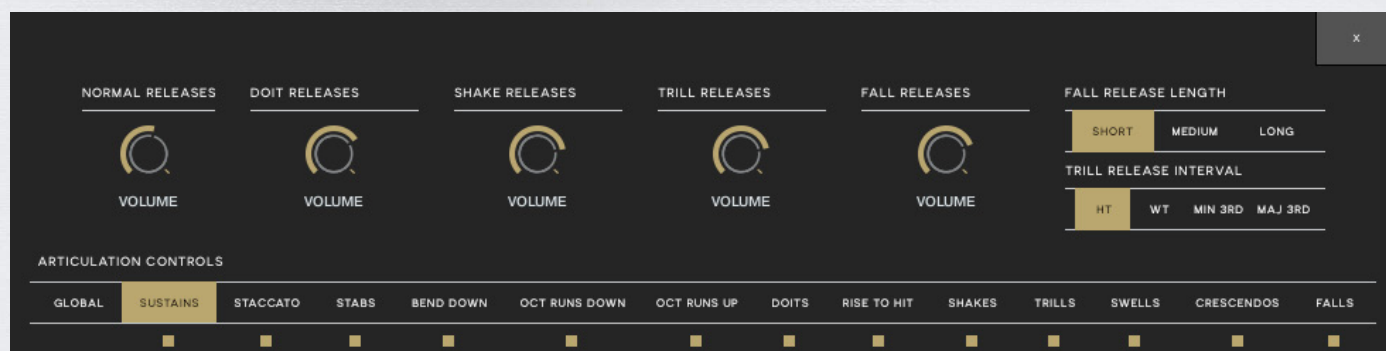 x
NORMAL RELEASES DOIT RELEASES SHAKE RELEASES TRILL RELEASES FALL RELEASES FALL RELEASE LENGTH
SHORT MEDIUM LONG
TRILL RELEASE INTERVAL
VOLUME VOLUME VOLUME VOLUME VOLUME
HT WT MIN 3RD MAJ 3RD
ARTICULATION CONTROLS
GLOBAL SUSTAINS STACCATO STABS BEND DOWN OCT RUNS DOWN OCT RUNS UP DOITS RISE TO HIT SHAKES TRILLS SWELLS CRESCENDOS FALLS